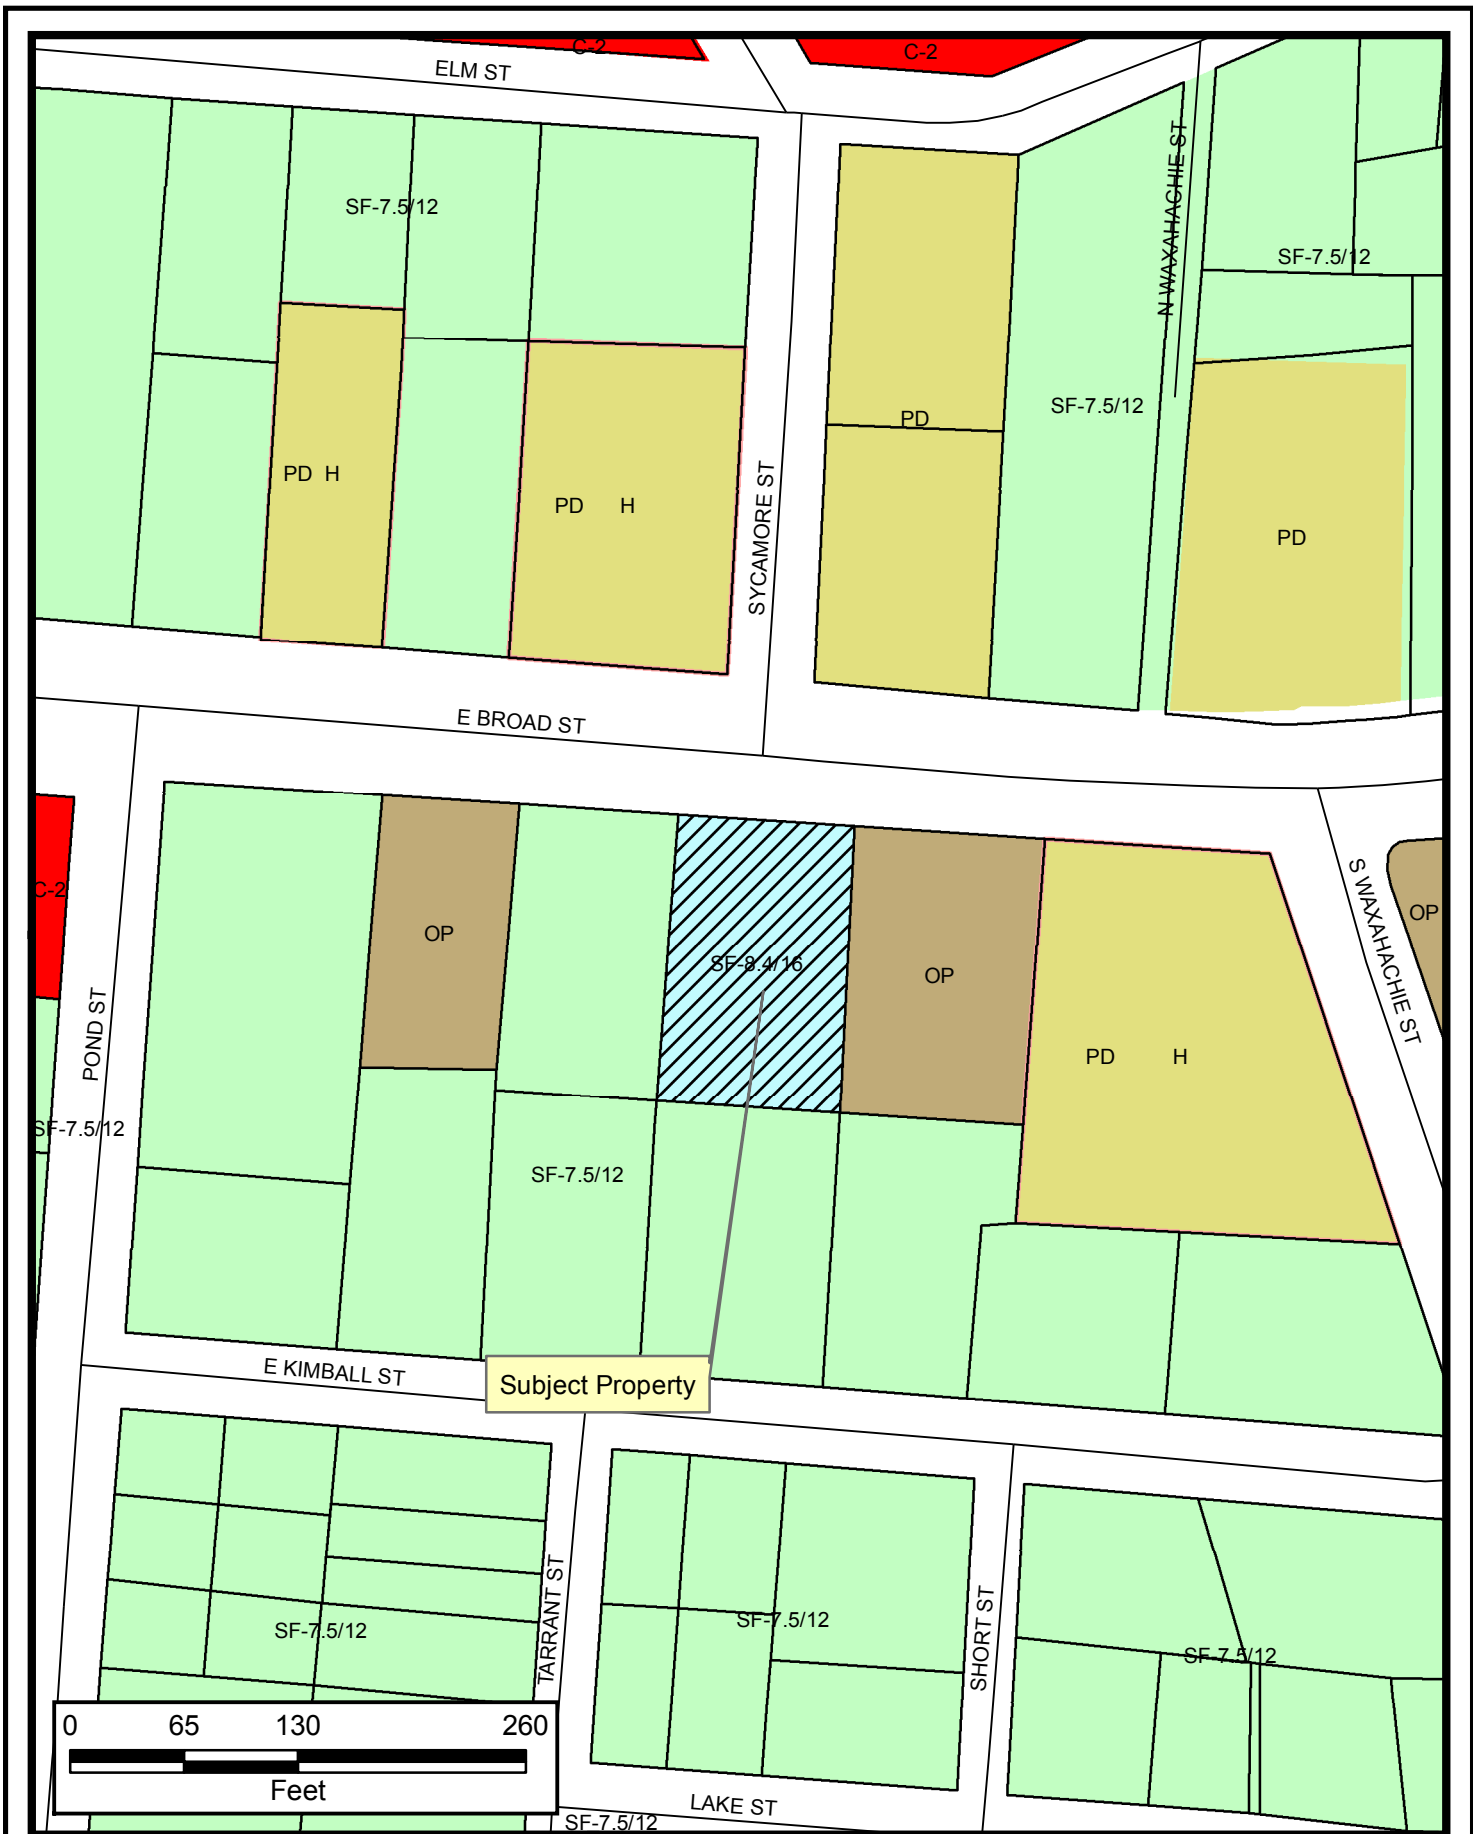 C-2
C-2
ELM ST
N WAXAHACHIE ST
SF-7.5/12
SF-7.5/12
SF-7.5/12
PD
PD H
PD H
PD
SYCAMORE ST
E BROAD ST
C-2
S WAXAHACHIE ST
OP
OP
SF-8.4/16
OP
POND ST
PD H
SF-7.5/12
SF-7.5/12
E KIMBALL ST
Subject Property
TARRANT ST
SHORT ST
SF-7.5/12
SF-7.5/12
SF-7.5/12
0 65 130 260
Feet
LAKE ST
SF-7.5/12